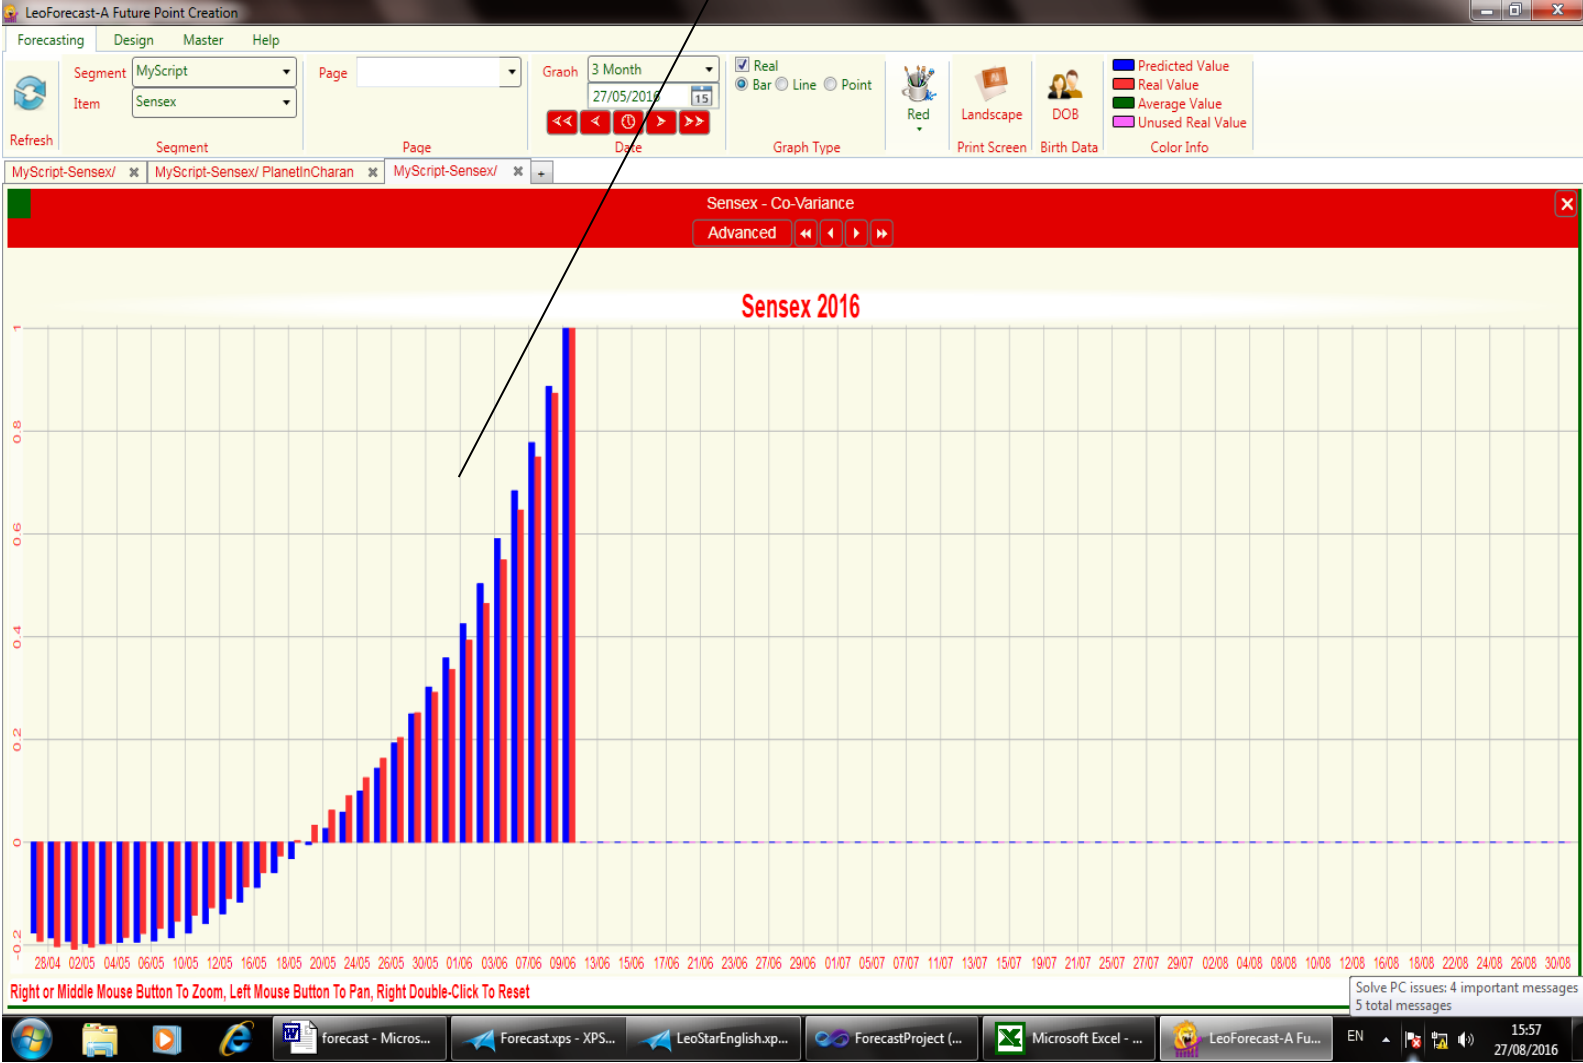 LeoForecast-A Future Point Creation
Forecasting Design Master Help
Segment MyScript Page Graph 3 Month Real Predicted Value
Bar Line Point Real Value
Item Sensex 27/05/2016 15 Average Value
Red Landscape DOB Unused Real Value
Refresh Segment Page Date Graph Type Print Screen Birth Data Color Info
MyScript-Sensex/ MyScript-Sensex/ PlanetInCharan MyScript-Sensex/ +
Sensex - Co-Variance
Advanced
Sensex 2016
1
0.8
0.6
0.4
0.2
0
-0.2
28/04 02/05 04/05 06/05 10/05 12/05 16/05 18/05 20/05 24/05 26/05 30/05 01/06 03/06 07/06 09/06 13/06 15/06 17/06 21/06 23/06 27/06 29/06 01/07 05/07 07/07 11/07 13/07 15/07 19/07 21/07 25/07 27/07 29/07 02/08 04/08 08/08 10/08 12/08 16/08 18/08 22/08 24/08 26/08 30/08
Right or Middle Mouse Button To Zoom, Left Mouse Button To Pan, Right Double-Click To Reset
Solve PC issues: 4 important messages
5 total messages
forecast - Micros... Forecast.xps - XPS... LeoStarEnglish.xp... ForecastProject (... Microsoft Excel - ... LeoForecast-A Fu... EN 15:57
27/08/2016